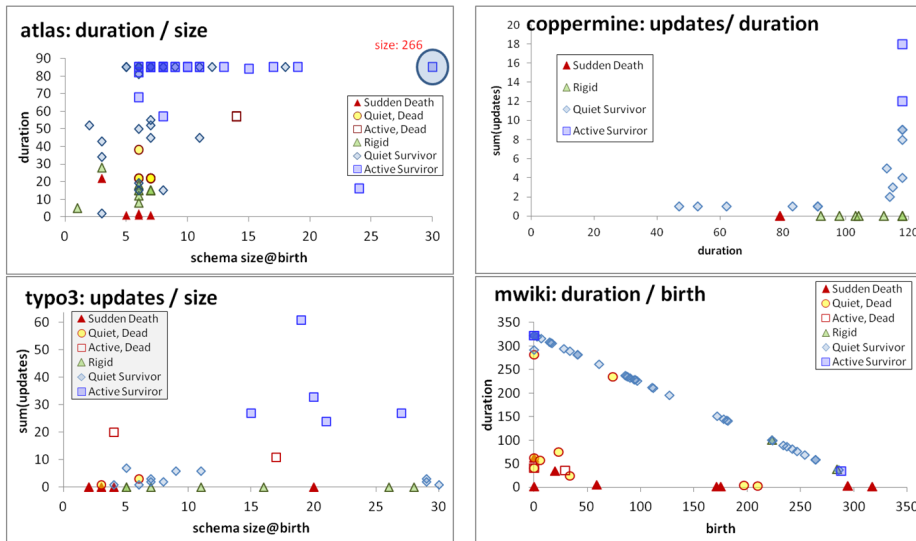 atlas: duration / size
size: 266
90
80
70
60
50
40
30
20
10
0
duration
0 5 10 15 20 25 30
schema size@birth
Sudden Death
Quiet, Dead
Active, Dead
Rigid
Quiet Survivor
Active Surviror
coppermine: updates/ duration
20
18
16
14
12
10
8
6
4
2
0
sum(updates)
0 20 40 60 80 100 120
duration
Sudden Death
Rigid
Quiet Survivor
Active Survivor
typo3: updates / size
60
50
40
30
20
10
0
sum(updates)
0 5 10 15 20 25 30
schema size@birth
Sudden Death
Quiet, Dead
Active, Dead
Rigid
Quiet Survivor
Active Surviror
mwiki: duration / birth
350
300
250
200
150
100
50
0
duration
0 50 100 150 200 250 300 350
birth
Sudden Death
Quiet, Dead
Active, Dead
Rigid
Quiet Survivor
Active Surviror